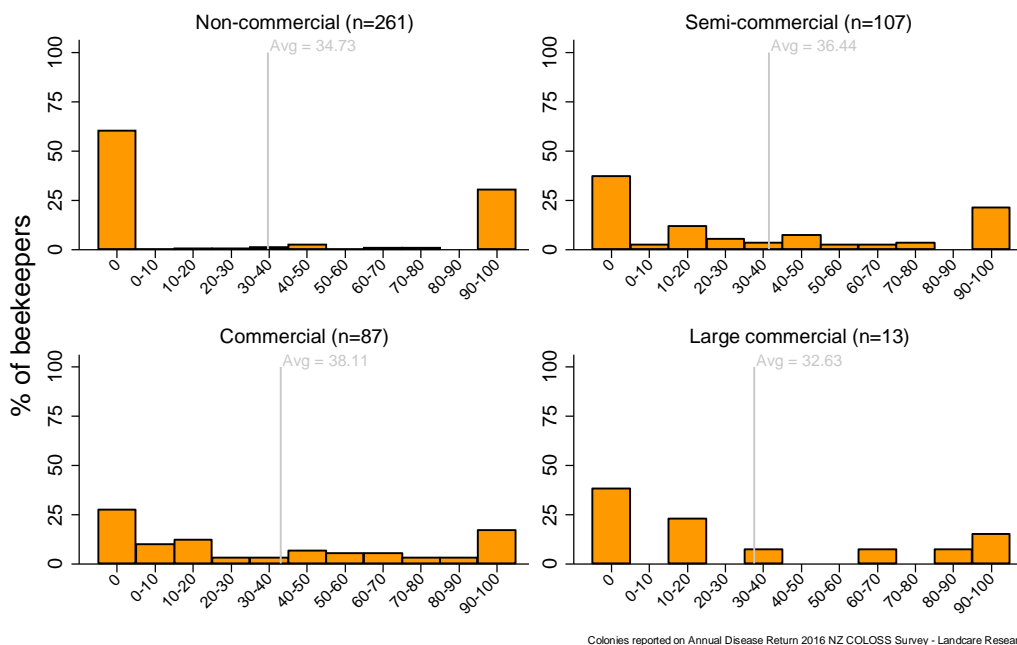 Non-commercial (n=261)
Avg = 34.73
100
75
50
25
0
0 0-10 10-20 20-30 30-40 40-50 50-60 60-70 70-80 80-90 90-100
Semi-commercial (n=107)
Avg = 36.44
100
75
50
25
0
0 0-10 10-20 20-30 30-40 40-50 50-60 60-70 70-80 80-90 90-100
% of beekeepers
Commercial (n=87)
Avg = 38.11
100
75
50
25
0
0 0-10 10-20 20-30 30-40 40-50 50-60 60-70 70-80 80-90 90-100
Large commercial (n=13)
Avg = 32.63
100
75
50
25
0
0 0-10 10-20 20-30 30-40 40-50 50-60 60-70 70-80 80-90 90-100
Colonies reported on Annual Disease Return 2016 NZ COLOSS Survey - Landcare Resear